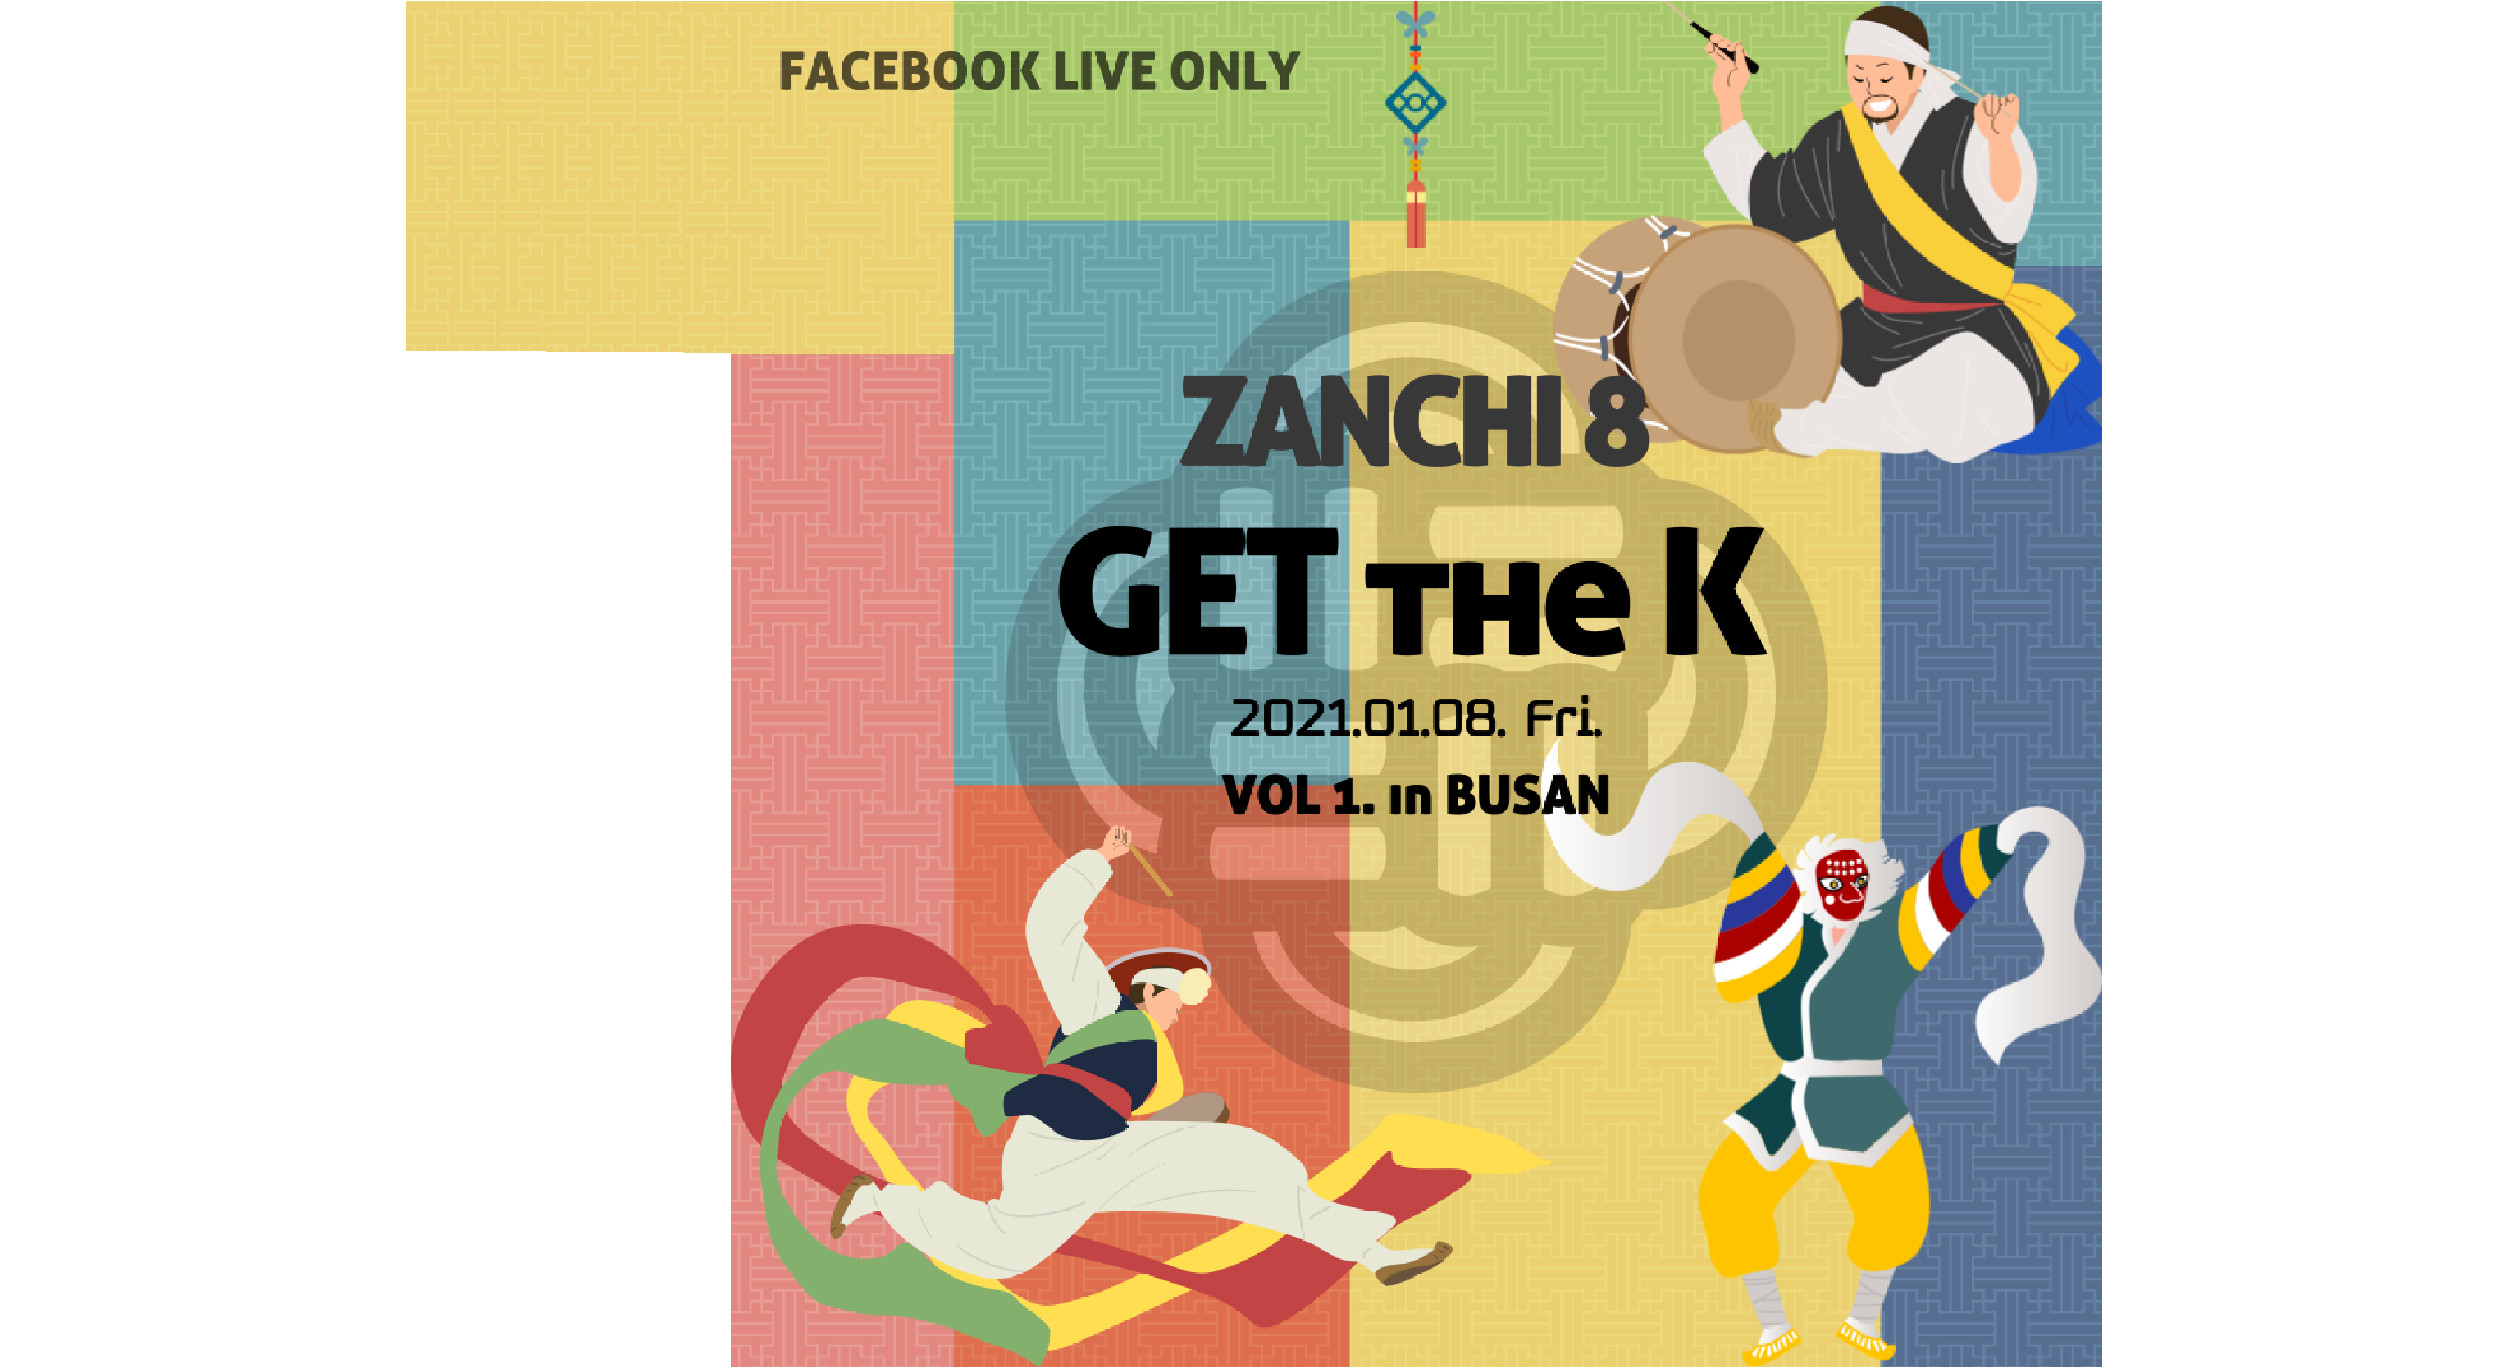 FACEBOOK LIVE ONLY
ZANCHI 8
GET THe K
2021.01.08. Fri.
VOL 1. in BUSAN